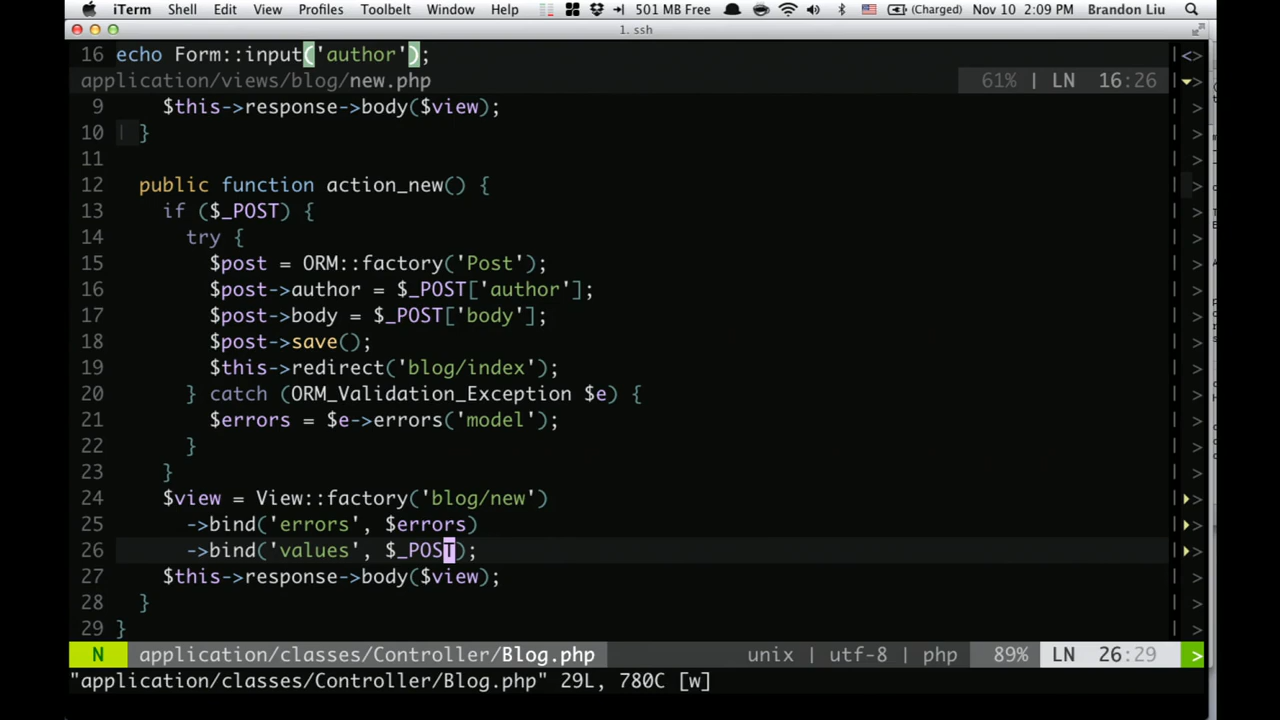 iTerm Shell Edit View Profiles Toolbelt Window Help 501 MB Free (Charged) Nov 10 2:09 PM Brandon Liu
1. ssh
16 echo Form::input('author');
application/views/blog/new.php 61% | LN 16:26
9 $this->response->body($view);
10 | }
11
12 public function action_new() {
13 if ($_POST) {
14 try {
15 $post = ORM::factory('Post');
16 $post->author = $_POST['author'];
17 $post->body = $_POST['body'];
18 $post->save();
19 $this->redirect('blog/index');
20 } catch (ORM_Validation_Exception $e) {
21 $errors = $e->errors('model');
22 }
23 }
24 $view = View::factory('blog/new')
25 ->bind('errors', $errors)
26 ->bind('values', $_POST);
27 $this->response->body($view);
28 }
29 }
N application/classes/Controller/Blog.php unix | utf-8 | php 89% LN 26:29
"application/classes/Controller/Blog.php" 29L, 780C [w]